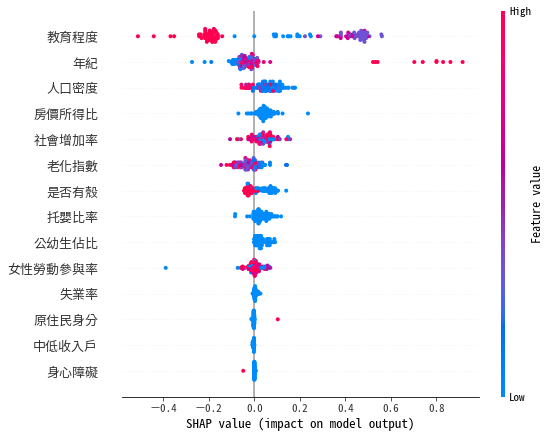 High
教育程度
年紀
人口密度
房價所得比
社會增加率
老化指數
是否有殼
托嬰比率
公幼生佔比
女性勞動參與率
失業率
原住民身分
中低收入戶
身心障礙
Feature value
Low
−0.4 −0.2 0.0 0.2 0.4 0.6 0.8
SHAP value (impact on model output)